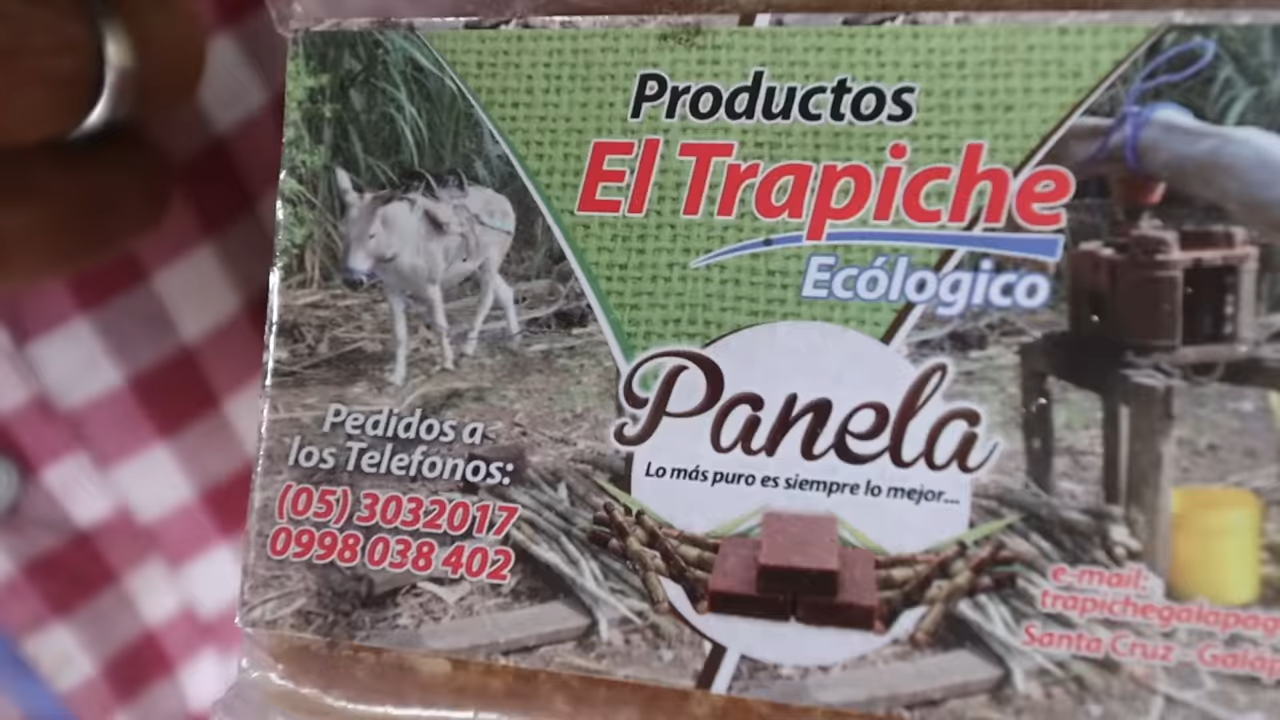 Productos
El Trapiche
Ecólogico
Panela
Lo más puro es siempre lo mejor...
Pedidos a
los Telefonos:
(05) 3032017
0998 038 402
e-mail:
Santa Cruz -